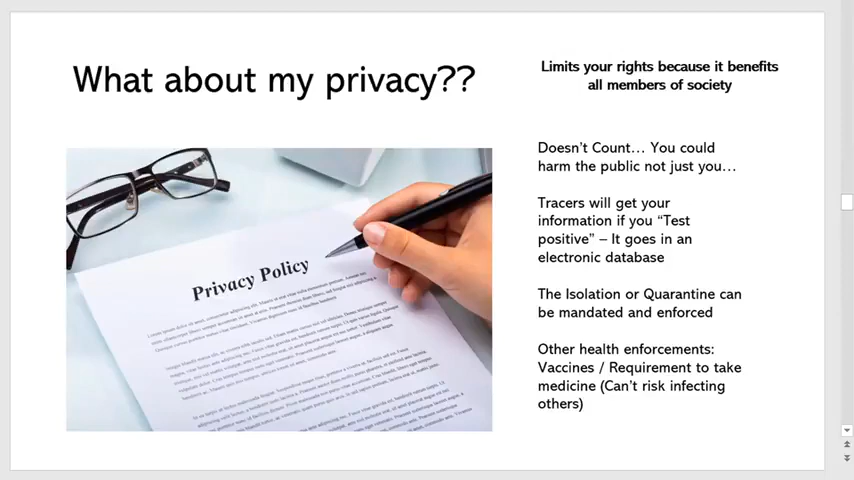 What about my privacy??
Limits your rights because it benefits
all members of society
Privacy Policy
Doesn't Count... You could
harm the public not just you...
Tracers will get your
information if you "Test
positive" – It goes in an
electronic database
The Isolation or Quarantine can
be mandated and enforced
Other health enforcements:
Vaccines / Requirement to take
medicine (Can't risk infecting
others)